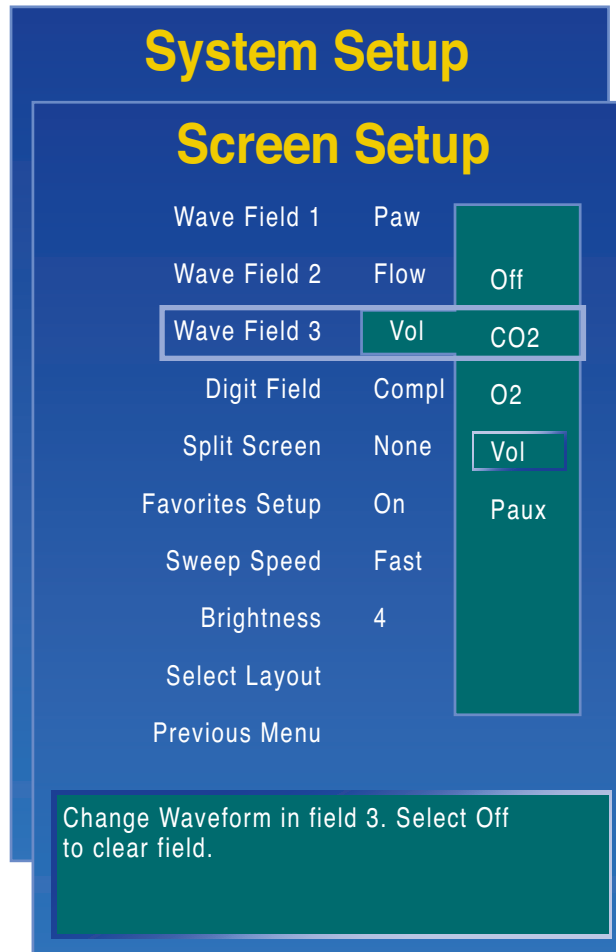 System Setup
Screen Setup
Wave Field 1 Paw
Wave Field 2 Flow Off
Wave Field 3 Vol CO2
Digit Field Compl O2
Split Screen None Vol
Favorites Setup On Paux
Sweep Speed Fast
Brightness 4
Select Layout
Previous Menu
Change Waveform in field 3. Select Off
to clear field.